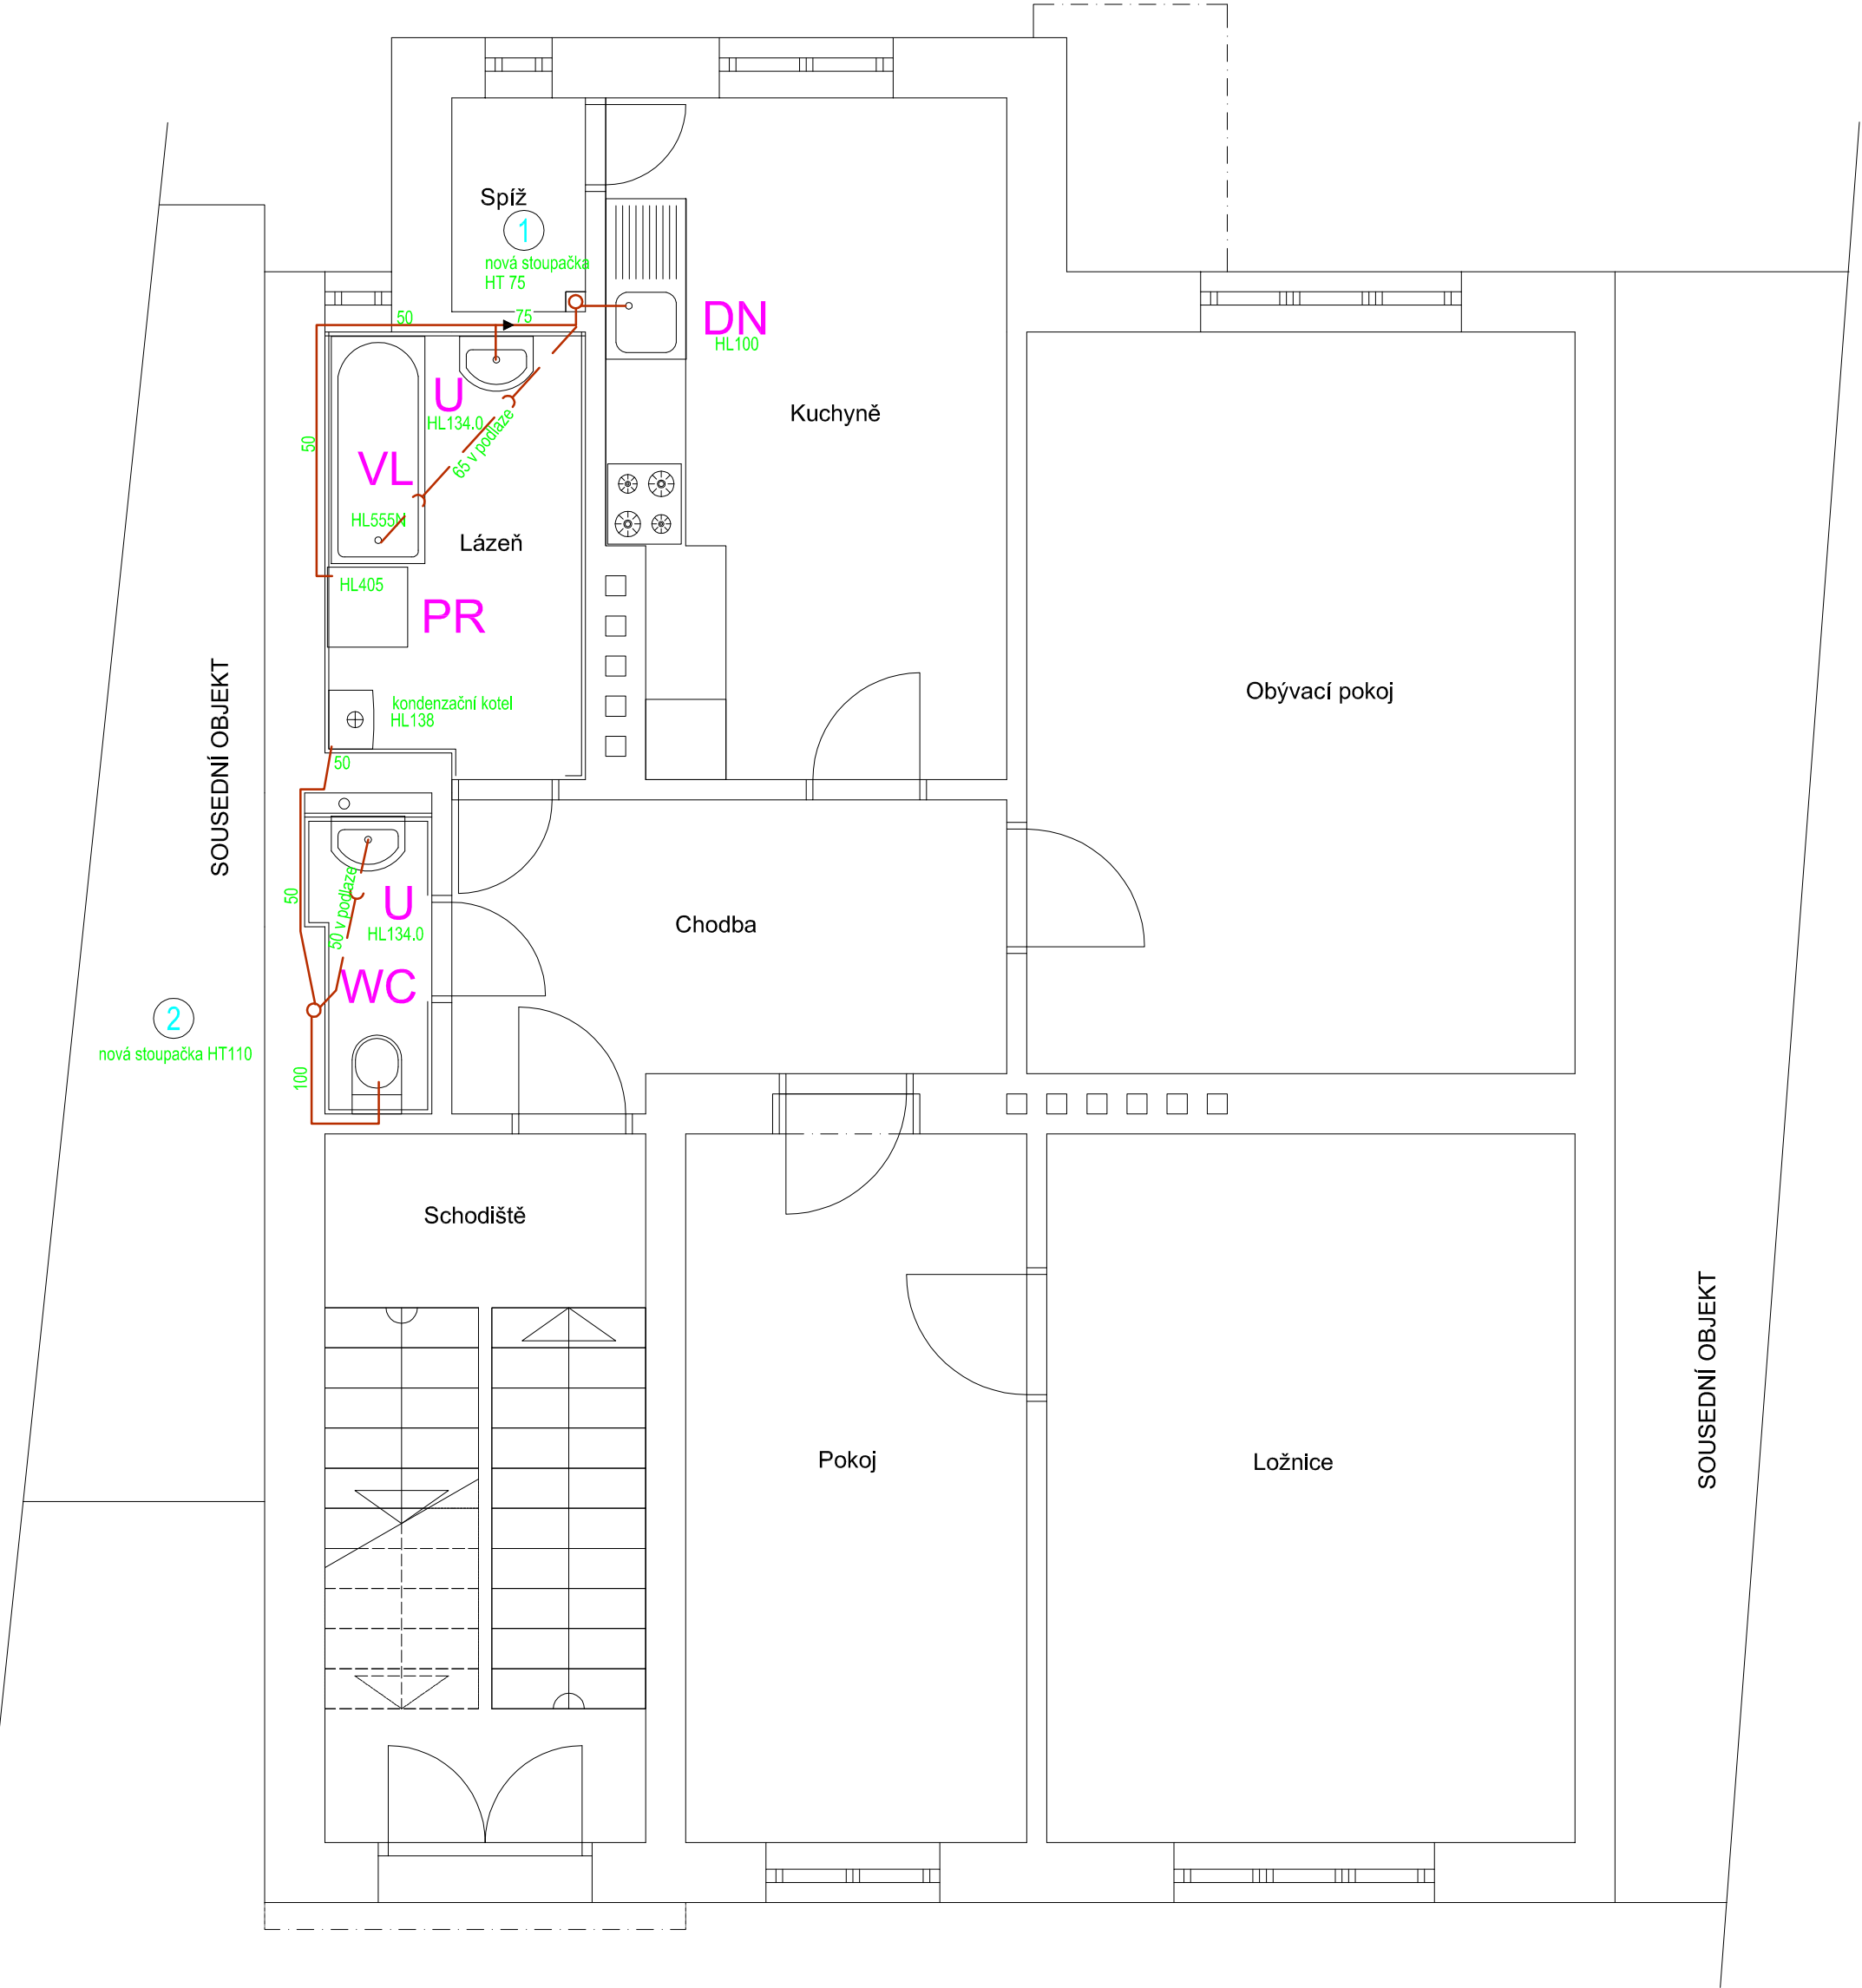 Spíž
1
nová stoupačka
HT 75
50
75
DN
HL100
U
HL134.0
Kuchyně
50
65 v podlaze
VL
HL555N
Lázeň
HL405
PR
kondenzační kotel
HL138
50
Obývací pokoj
SOUSEDNÍ OBJEKT
50
50 v podlaze
U
HL134.0
Chodba
WC
2
nová stoupačka HT110
100
Schodiště
Pokoj
Ložnice
SOUSEDNÍ OBJEKT